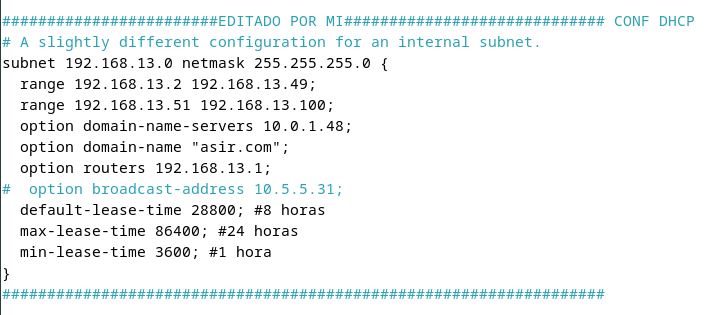 ########################EDITADO POR MI############################# CONF DHCP
# A slightly different configuration for an internal subnet.
subnet 192.168.13.0 netmask 255.255.255.0 {
  range 192.168.13.2 192.168.13.49;
  range 192.168.13.51 192.168.13.100;
  option domain-name-servers 10.0.1.48;
  option domain-name "asir.com";
  option routers 192.168.13.1;
#  option broadcast-address 10.5.5.31;
  default-lease-time 28800; #8 horas
  max-lease-time 86400; #24 horas
  min-lease-time 3600; #1 hora
}
###################################################################